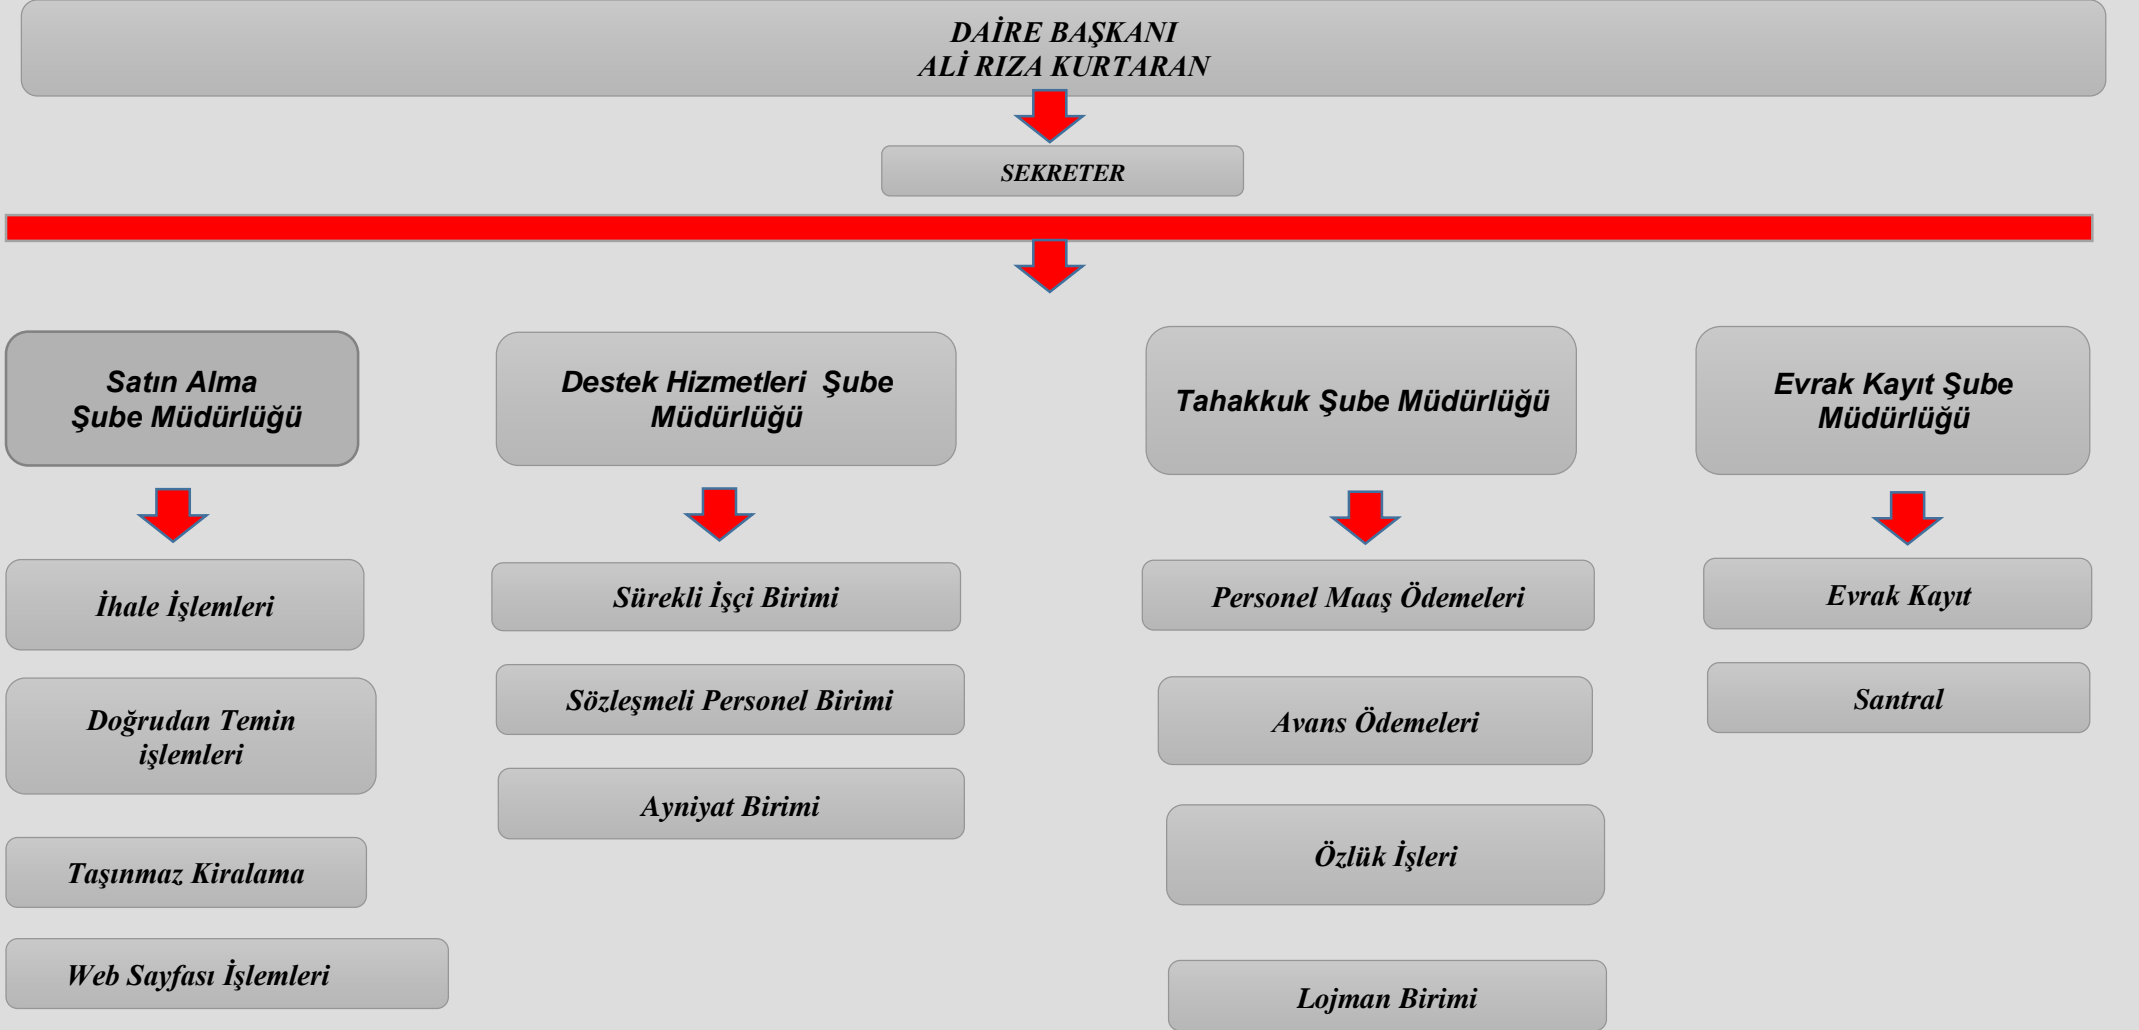 DAİRE BAŞKANI
ALİ RIZA KURTARAN
SEKRETER
Satın Alma
Şube Müdürlüğü
Destek Hizmetleri Şube
Müdürlüğü
Tahakkuk Şube Müdürlüğü
Evrak Kayıt Şube
Müdürlüğü
İhale İşlemleri
Doğrudan Temin
işlemleri
Taşınmaz Kiralama
Web Sayfası İşlemleri
Sürekli İşçi Birimi
Sözleşmeli Personel Birimi
Ayniyat Birimi
Personel Maaş Ödemeleri
Avans Ödemeleri
Özlük İşleri
Lojman Birimi
Evrak Kayıt
Santral